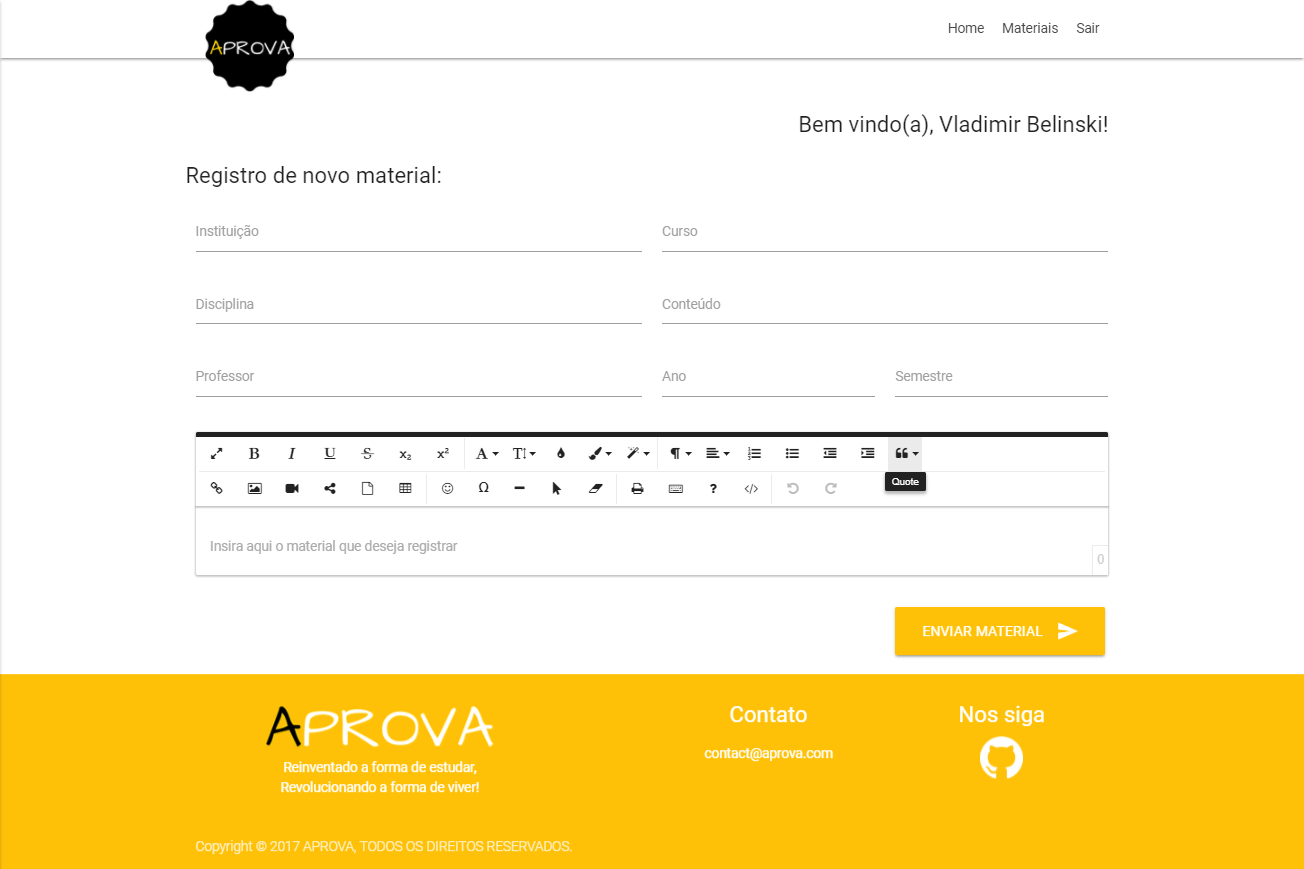 APROVA
Home Materiais Sair
Bem vindo(a), Vladimir Belinski!
Registro de novo material:
Instituição Curso
Disciplina Conteúdo
Professor Ano Semestre
B I U S x₂ x² A T ¶
Ω ? </>
Quote
Insira aqui o material que deseja registrar
0
ENVIAR MATERIAL
APROVA
Reinventado a forma de estudar,
Revolucionando a forma de viver!
Contato
contact@aprova.com
Nos siga
Copyright © 2017 APROVA, TODOS OS DIREITOS RESERVADOS.